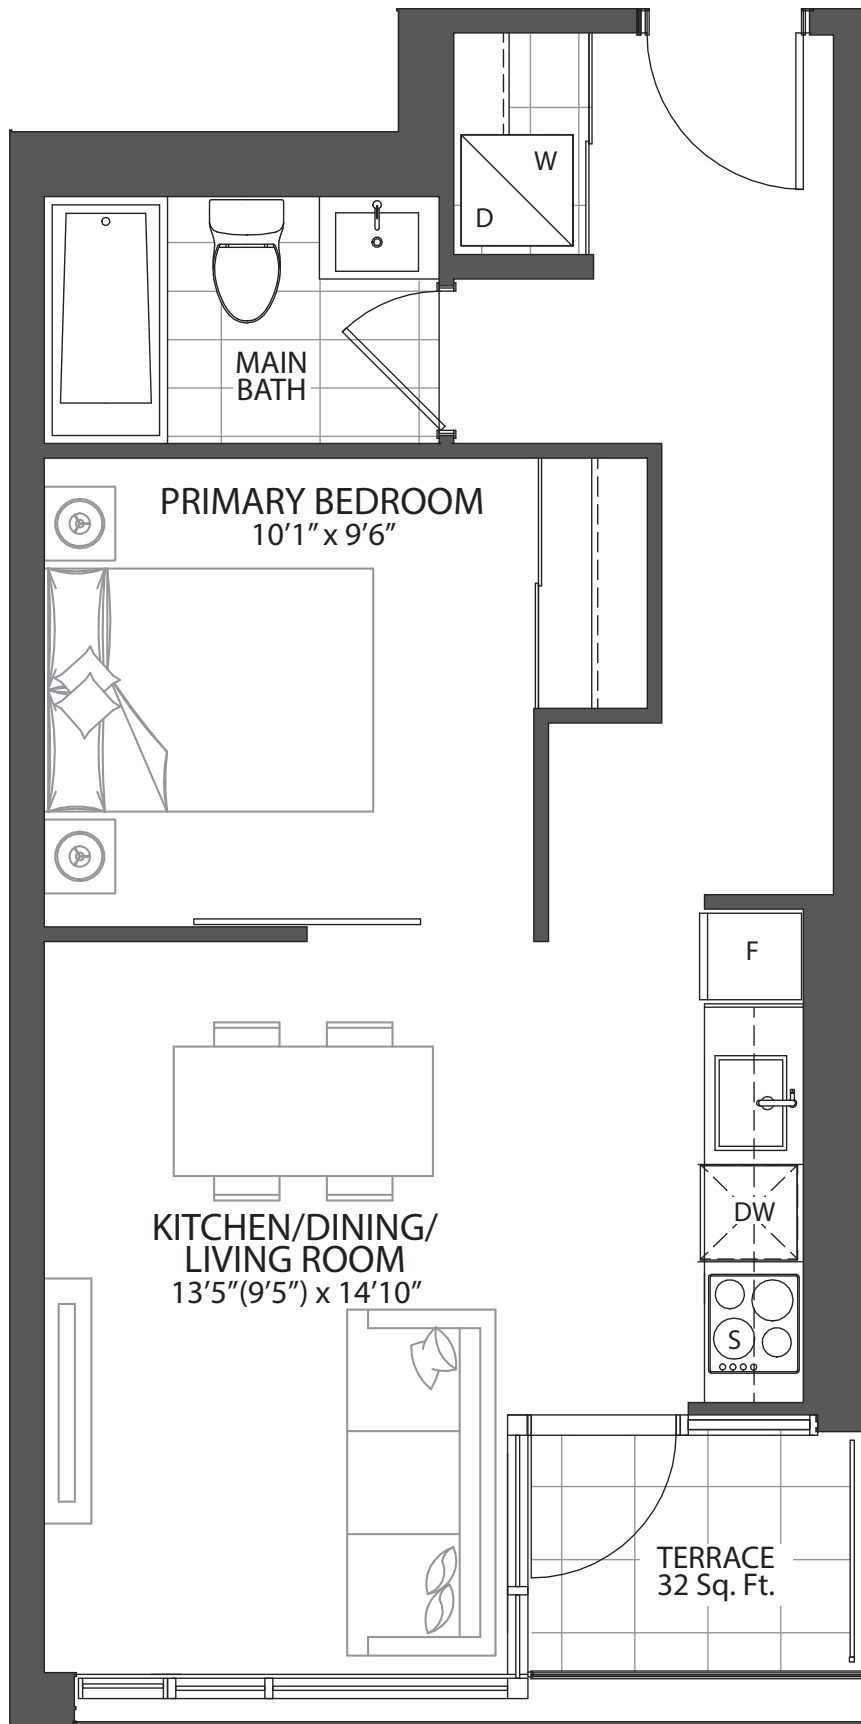 W
D
MAIN
BATH
PRIMARY BEDROOM
10'1" x 9'6"
F
DW
KITCHEN/DINING/
LIVING ROOM
13'5"(9'5") x 14'10"
S
TERRACE
32 Sq. Ft.